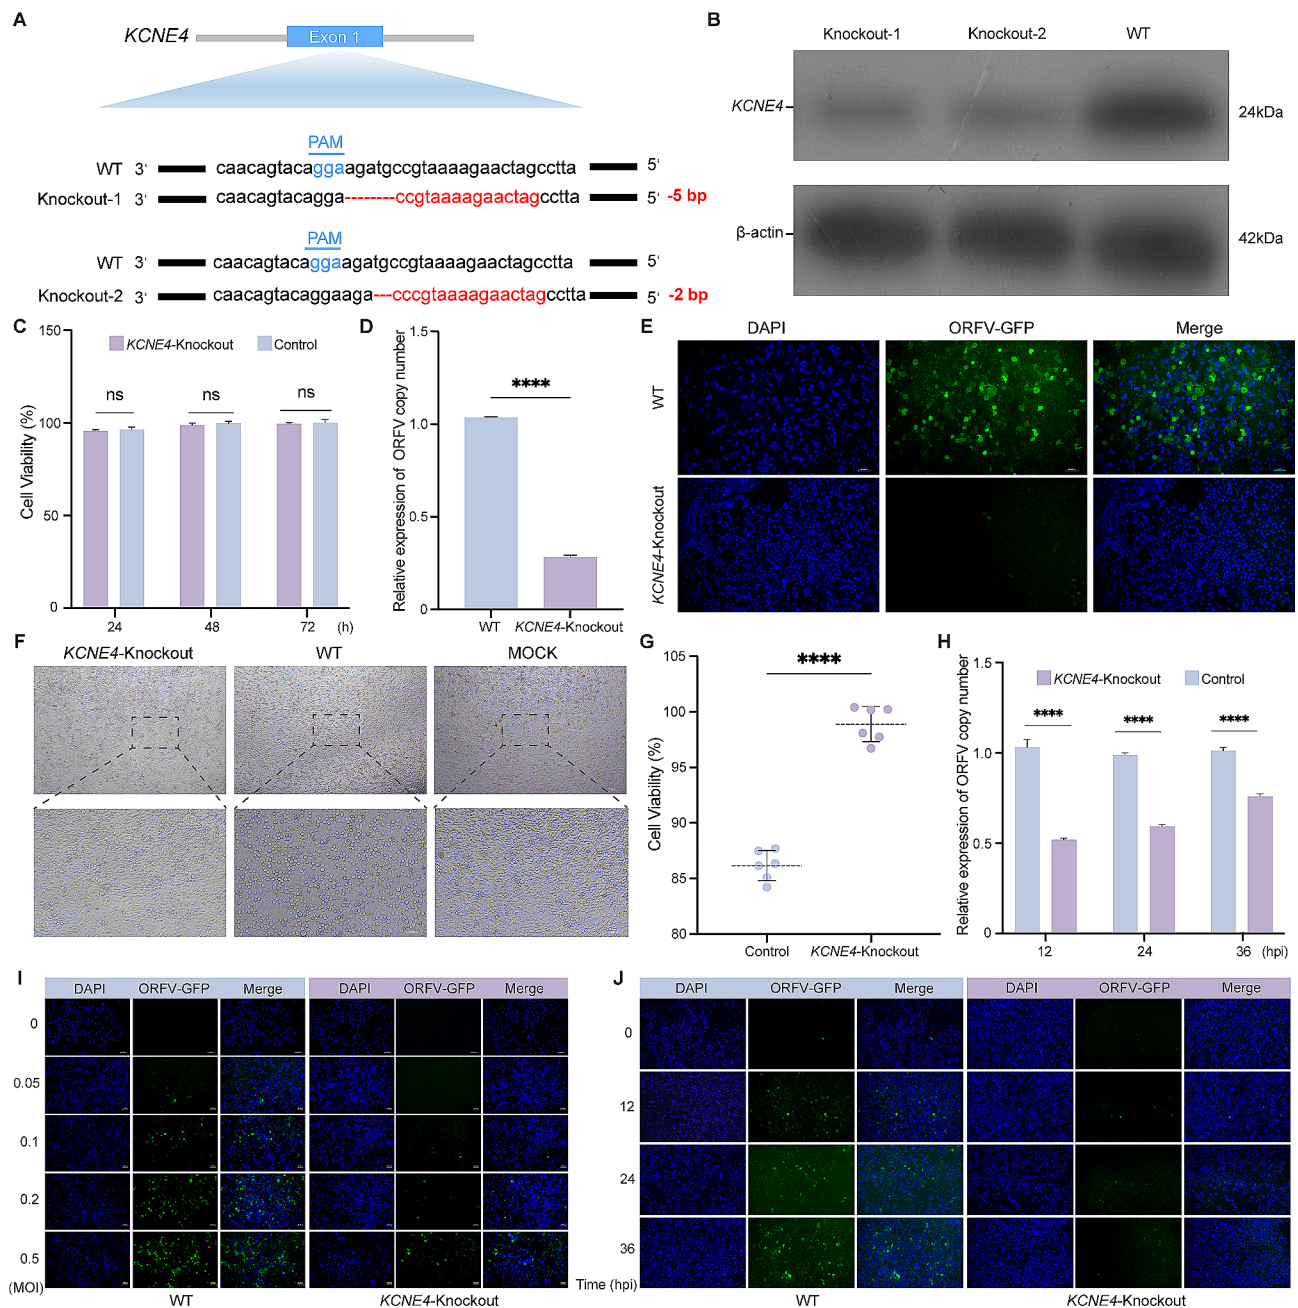 A
KCNE4
Exon 1
PAM
WT 3‘ caacagtacaggaagatgccgtaaaagaactagcctta 5‘
Knockout-1 3‘ caacagtacagga--------ccgtaaaagaactagcctta 5‘ -5 bp
PAM
WT 3‘ caacagtacaggaagatgccgtaaaagaactagcctta 5‘
Knockout-2 3‘ caacagtacaggaaga---cccgtaaaagaactagcctta 5‘ -2 bp
B
Knockout-1 Knockout-2 WT
KCNE4 24kDa
β-actin 42kDa
C
KCNE4-Knockout Control
Cell Viability (%)
150
100
50
0
ns ns ns
24 48 72 (h)
D
Relative expression of ORFV copy number
1.5
1.0
0.5
0
****
WT KCNE4-Knockout
E
DAPI ORFV-GFP Merge
WT
KCNE4-Knockout
F
KCNE4-Knockout WT MOCK
G
Cell Viability (%)
105
100
95
90
85
80
****
Control KCNE4-Knockout
H
KCNE4-Knockout Control
Relative expression of ORFV copy number
1.5
1.0
0.5
0
**** **** ****
12 24 36 (hpi)
I
DAPI ORFV-GFP Merge DAPI ORFV-GFP Merge
0
0.05
0.1
0.2
0.5
(MOI)
WT KCNE4-Knockout
J
DAPI ORFV-GFP Merge DAPI ORFV-GFP Merge
0
12
24
36
Time (hpi)
WT KCNE4-Knockout